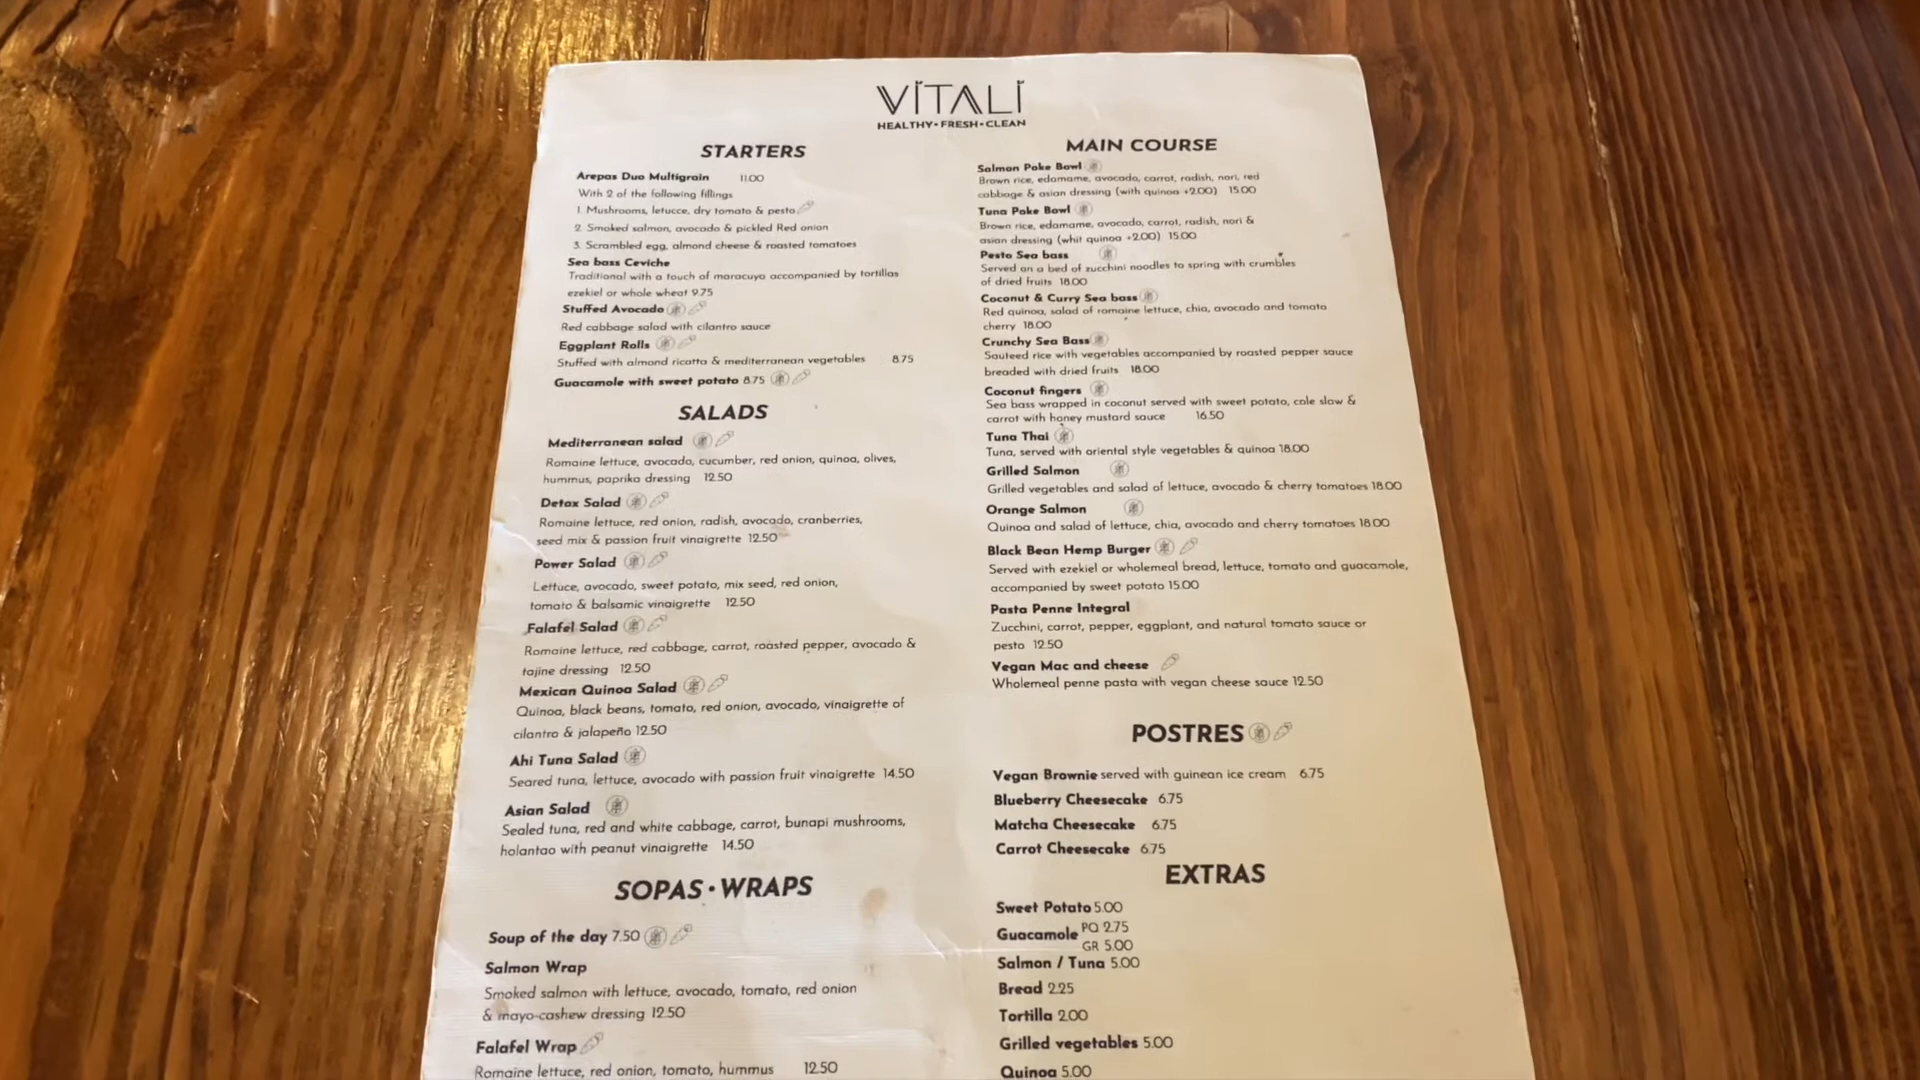 VITALI
HEALTHY•FRESH•CLEAN
STARTERS
Arepas Duo Multigrain 11.00
With 2 of the following fillings
1. Mushrooms, letucce, dry tomato & pesto
2. Smoked salmon, avocado & pickled Red onion
3. Scrambled egg, almond cheese & roasted tomatoes
Sea bass Ceviche
Traditional with a touch of maracuya accompanied by tortillas
ezekiel or whole wheat 9.75
Stuffed Avocado
Red cabbage salad with cilantro sauce
Eggplant Rolls
Stuffed with almond ricotta & mediterranean vegetables 8.75
Guacamole with sweet potato 8.75
SALADS
Mediterranean salad
Romaine lettuce, avocado, cucumber, red onion, quinoa, olives,
hummus, paprika dressing 12.50
Detox Salad
Romaine lettuce, red onion, radish, avocado, cranberries,
seed mix & passion fruit vinaigrette 12.50
Power Salad
Lettuce, avocado, sweet potato, mix seed, red onion,
tomato & balsamic vinaigrette 12.50
Falafel Salad
Romaine lettuce, red cabbage, carrot, roasted pepper, avocado &
tajine dressing 12.50
Mexican Quinoa Salad
Quinoa, black beans, tomato, red onion, avocado, vinaigrette of
cilantro & jalapeño 12.50
Ahi Tuna Salad
Seared tuna, lettuce, avocado with passion fruit vinaigrette 14.50
Asian Salad
Sealed tuna, red and white cabbage, carrot, bunapi mushrooms,
holantao with peanut vinaigrette 14.50
SOPAS • WRAPS
Soup of the day 7.50
Salmon Wrap
Smoked salmon with lettuce, avocado, tomato, red onion
& mayo-cashew dressing 12.50
Falafel Wrap
Romaine lettuce, red onion, tomato, hummus 12.50
MAIN COURSE
Salmon Poke Bowl
Brown rice, edamame, avocado, carrot, radish, nori, red
cabbage & asian dressing (with quinoa +2.00) 15.00
Tuna Poke Bowl
Brown rice, edamame, avocado, carrot, radish, nori &
asian dressing (whit quinoa +2.00) 15.00
Pesto Sea bass
Served on a bed of zucchini noodles to spring with crumbles
of dried fruits 18.00
Coconut & Curry Sea bass
Red quinoa, salad of romaine lettuce, chia, avocado and tomato
cherry 18.00
Crunchy Sea Bass
Sauteed rice with vegetables accompanied by roasted pepper sauce
breaded with dried fruits 18.00
Coconut fingers
Sea bass wrapped in coconut served with sweet potato, cole slaw &
carrot with honey mustard sauce 16.50
Tuna Thai
Tuna, served with oriental style vegetables & quinoa 18.00
Grilled Salmon
Grilled vegetables and salad of lettuce, avocado & cherry tomatoes 18.00
Orange Salmon
Quinoa and salad of lettuce, chia, avocado and cherry tomatoes 18.00
Black Bean Hemp Burger
Served with ezekiel or wholemeal bread, lettuce, tomato and guacamole,
accompanied by sweet potato 15.00
Pasta Penne Integral
Zucchini, carrot, pepper, eggplant, and natural tomato sauce or
pesto 12.50
Vegan Mac and cheese
Wholemeal penne pasta with vegan cheese sauce 12.50
POSTRES
Vegan Brownie served with guinean ice cream 6.75
Blueberry Cheesecake 6.75
Matcha Cheesecake 6.75
Carrot Cheesecake 6.75
EXTRAS
Sweet Potato 5.00
Guacamole PQ 2.75
GR 5.00
Salmon / Tuna 5.00
Bread 2.25
Tortilla 2.00
Grilled vegetables 5.00
Quinoa 5.00